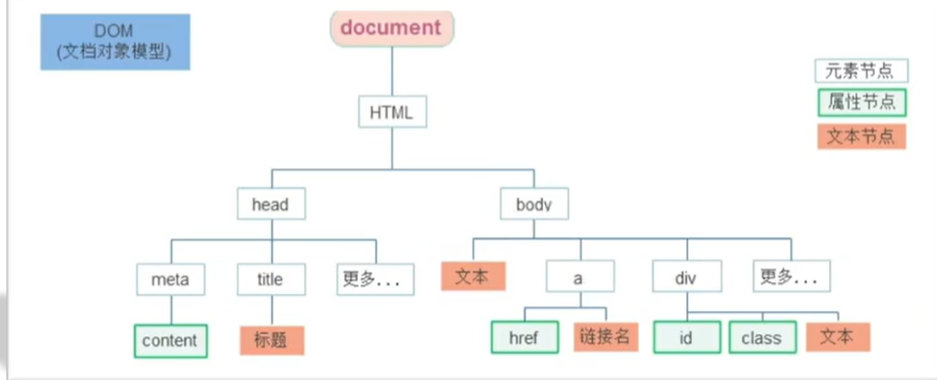 DOM
(文档对象模型)
document
元素节点
属性节点
文本节点
HTML
head
body
meta
title
更多...
文本
a
div
更多...
content
标题
href
链接名
id
class
文本